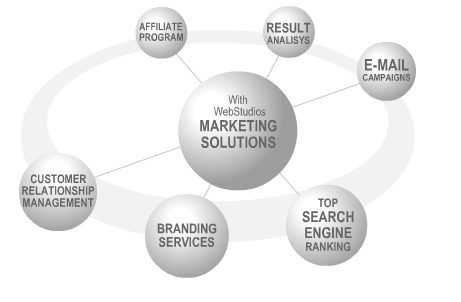 AFFILIATE
PROGRAM
RESULT
ANALISYS
E-MAIL
CAMPAIGNS
With
WebStudios
MARKETING
SOLUTIONS
CUSTOMER
RELATIONSHIP
MANAGEMENT
BRANDING
SERVICES
TOP
SEARCH
ENGINE
RANKING